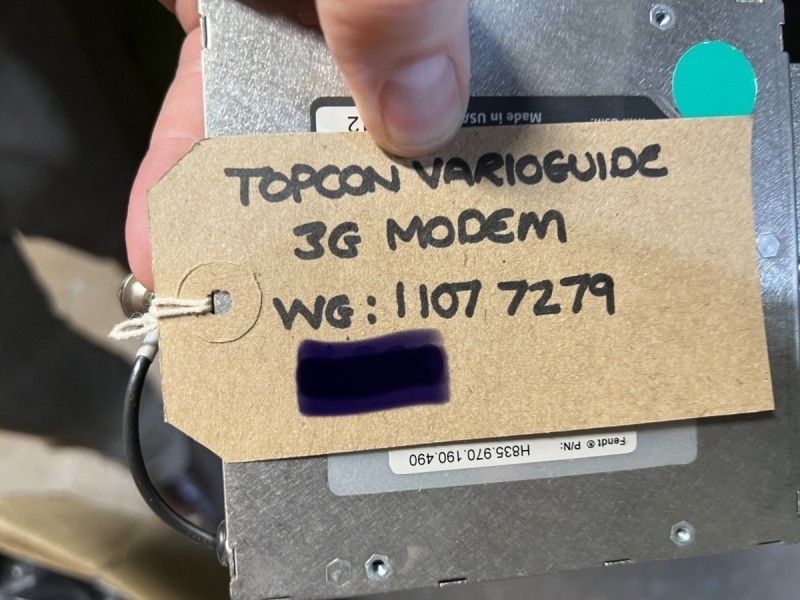 TOPCON VARIOGUIDE
3G MODEM
WG: 1107 7279
Made in USA
Fendt ® P/N:
H835.970.190.490